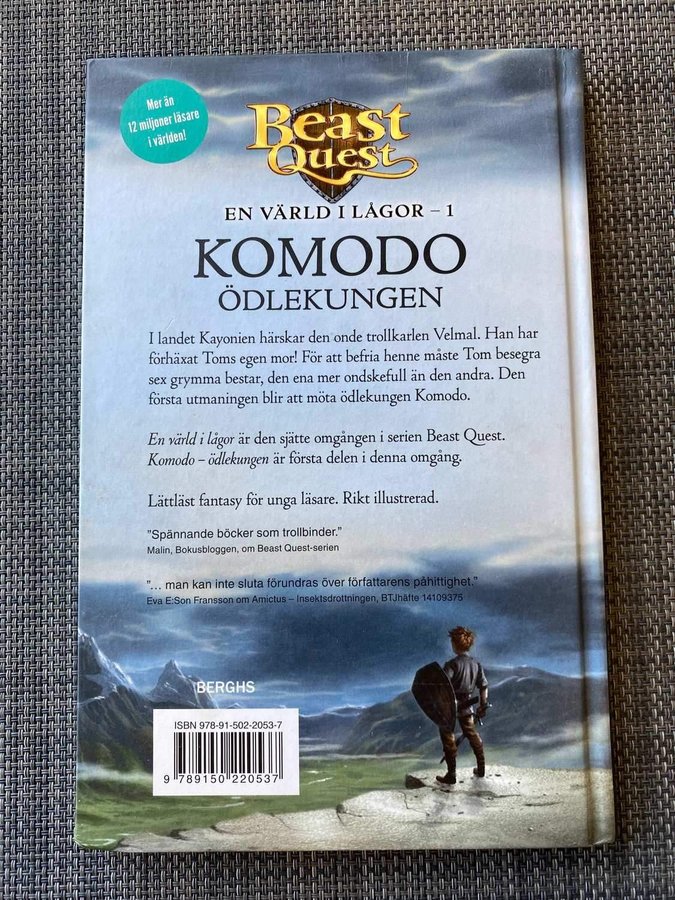 Mer än
12 miljoner läsare
i världen!
Beast
Quest
EN VÄRLD I LÅGOR – 1
KOMODO
ÖDLEKUNGEN
I landet Kayonien härskar den onde trollkarlen Velmal. Han har
förhäxat Toms egen mor! För att befria henne måste Tom besegra
sex grymma bestar, den ena mer ondskefull än den andra. Den
första utmaningen blir att möta ödlekungen Komodo.
En värld i lågor är den sjätte omgången i serien Beast Quest.
Komodo – ödlekungen är första delen i denna omgång.
Lättläst fantasy för unga läsare. Rikt illustrerad.
"Spännande böcker som trollbinder."
Malin, Bokusbloggen, om Beast Quest-serien
"... man kan inte sluta förundras över författarens påhittighet."
Eva E:Son Fransson om Amictus – Insektsdrottningen, BTJhäfte 14109375
BERGHS
ISBN 978-91-502-2053-7
9 789150 220537